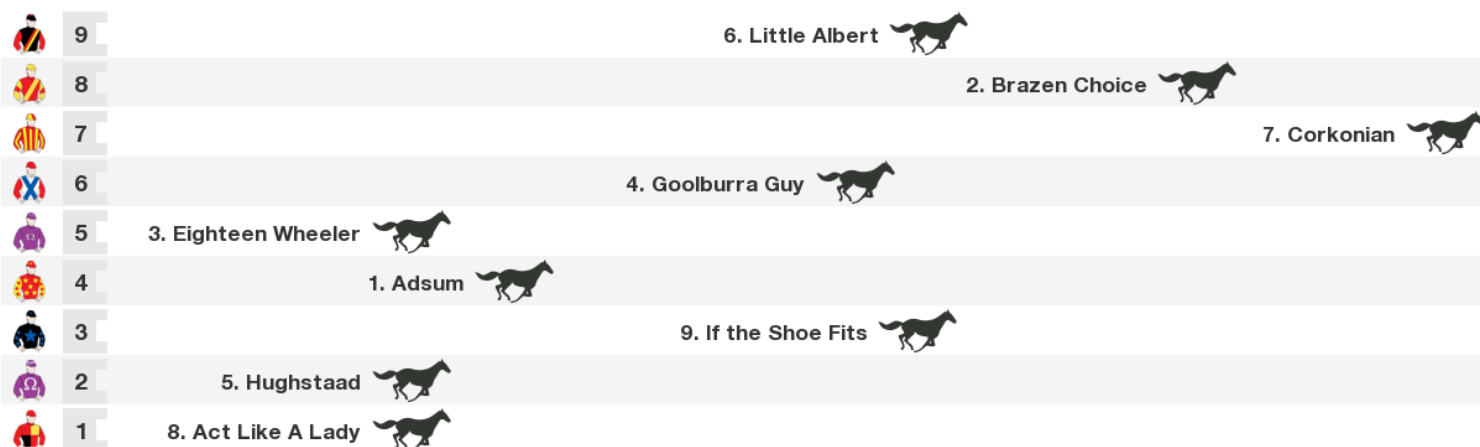 9 6. Little Albert
8 2. Brazen Choice
7 7. Corkonian
6 4. Goolburra Guy
5 3. Eighteen Wheeler
4 1. Adsum
3 9. If the Shoe Fits
Ω 2 5. Hughstaad
1 8. Act Like A Lady